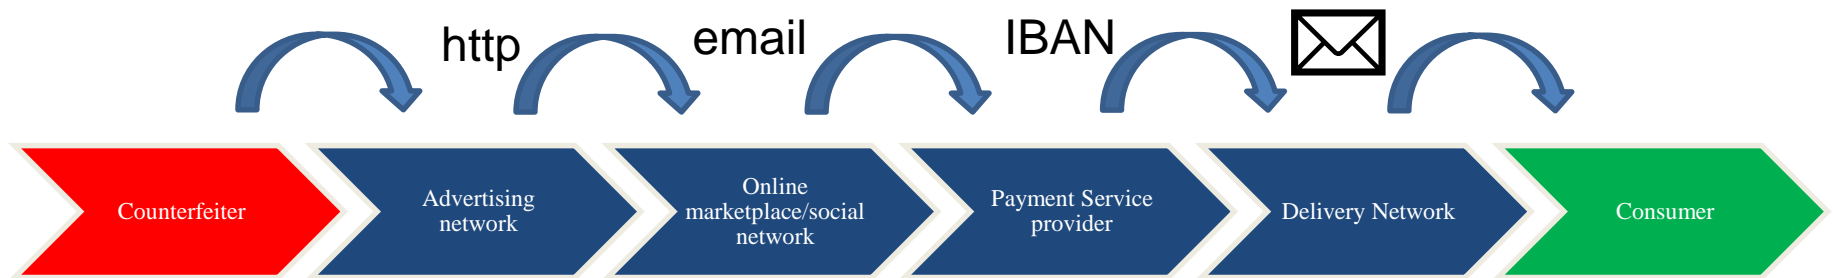 http
email
IBAN
Counterfeiter
Advertising
network
Online
marketplace/social
network
Payment Service
provider
Delivery Network
Consumer